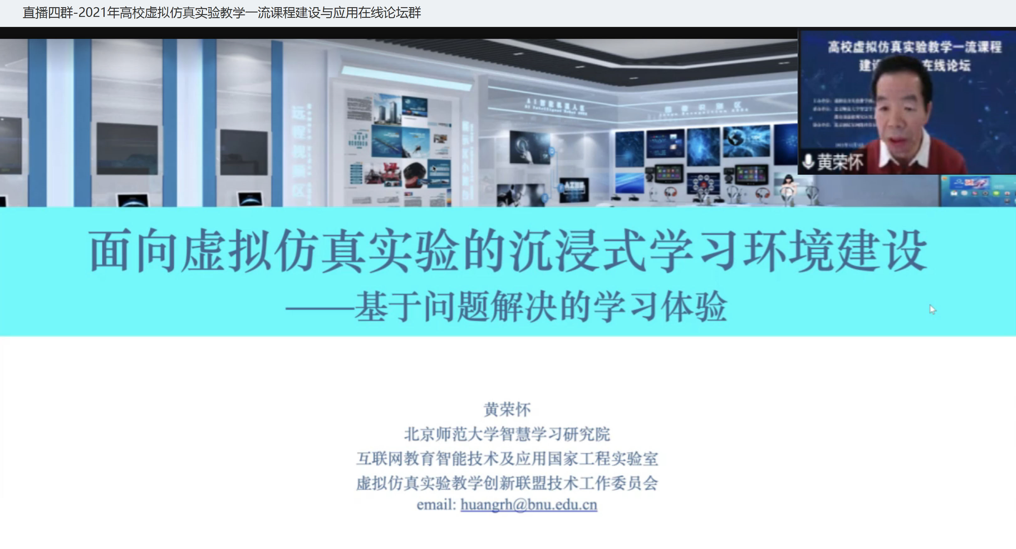 直播四群-2021年高校虚拟仿真实验教学一流课程建设与应用在线论坛群
高校虚拟仿真实验教学一流课程
在线论坛
黄荣怀
面向虚拟仿真实验的沉浸式学习环境建设
——基于问题解决的学习体验
黄荣怀
北京师范大学智慧学习研究院
互联网教育智能技术及应用国家工程实验室
虚拟仿真实验教学创新联盟技术工作委员会
email: huangrh@bnu.edu.cn